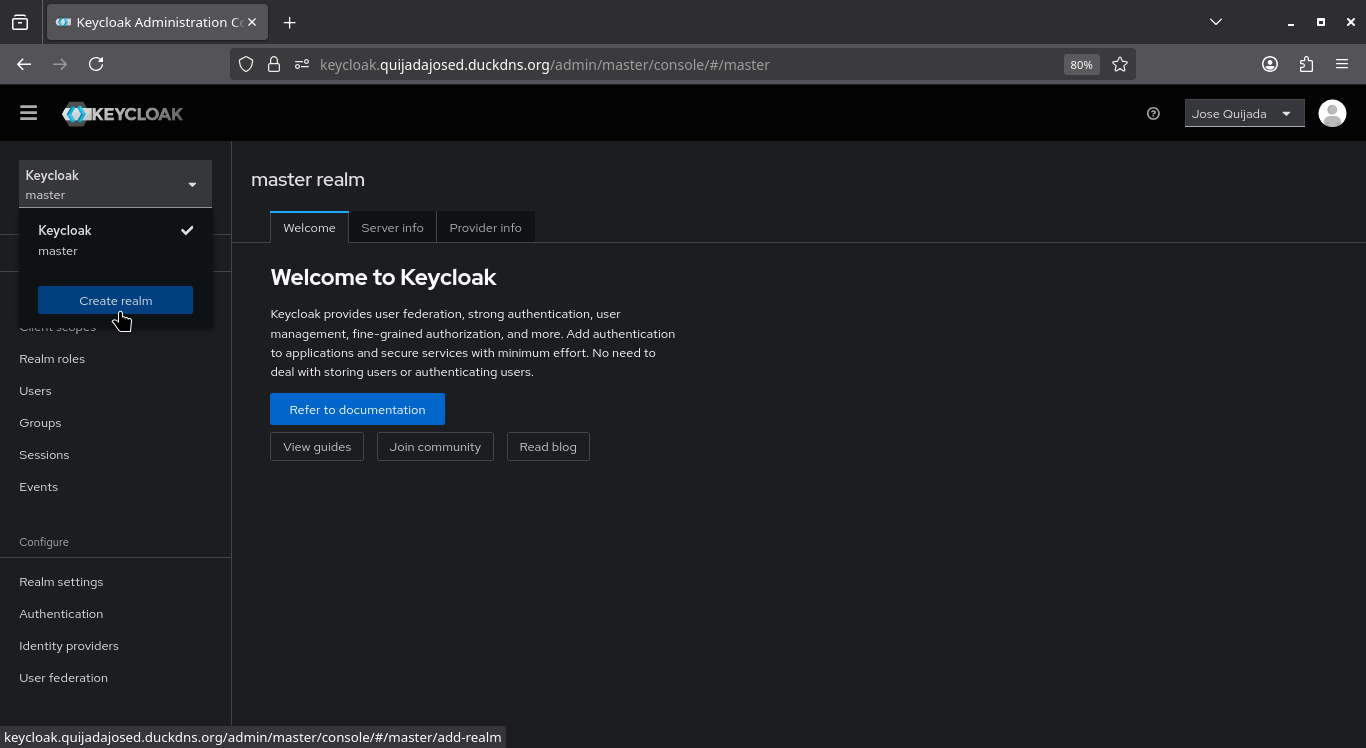 Keycloak Administration Co
keycloak.quijadajosed.duckdns.org/admin/master/console/#/master
80%
KEYCLOAK
Jose Quijada
Keycloak
master
Keycloak
master
Create realm
Client scopes
Realm roles
Users
Groups
Sessions
Events
Configure
Realm settings
Authentication
Identity providers
User federation
master realm
Welcome
Server info
Provider info
Welcome to Keycloak
Keycloak provides user federation, strong authentication, user
management, fine-grained authorization, and more. Add authentication
to applications and secure services with minimum effort. No need to
deal with storing users or authenticating users.
Refer to documentation
View guides
Join community
Read blog
keycloak.quijadajosed.duckdns.org/admin/master/console/#/master/add-realm